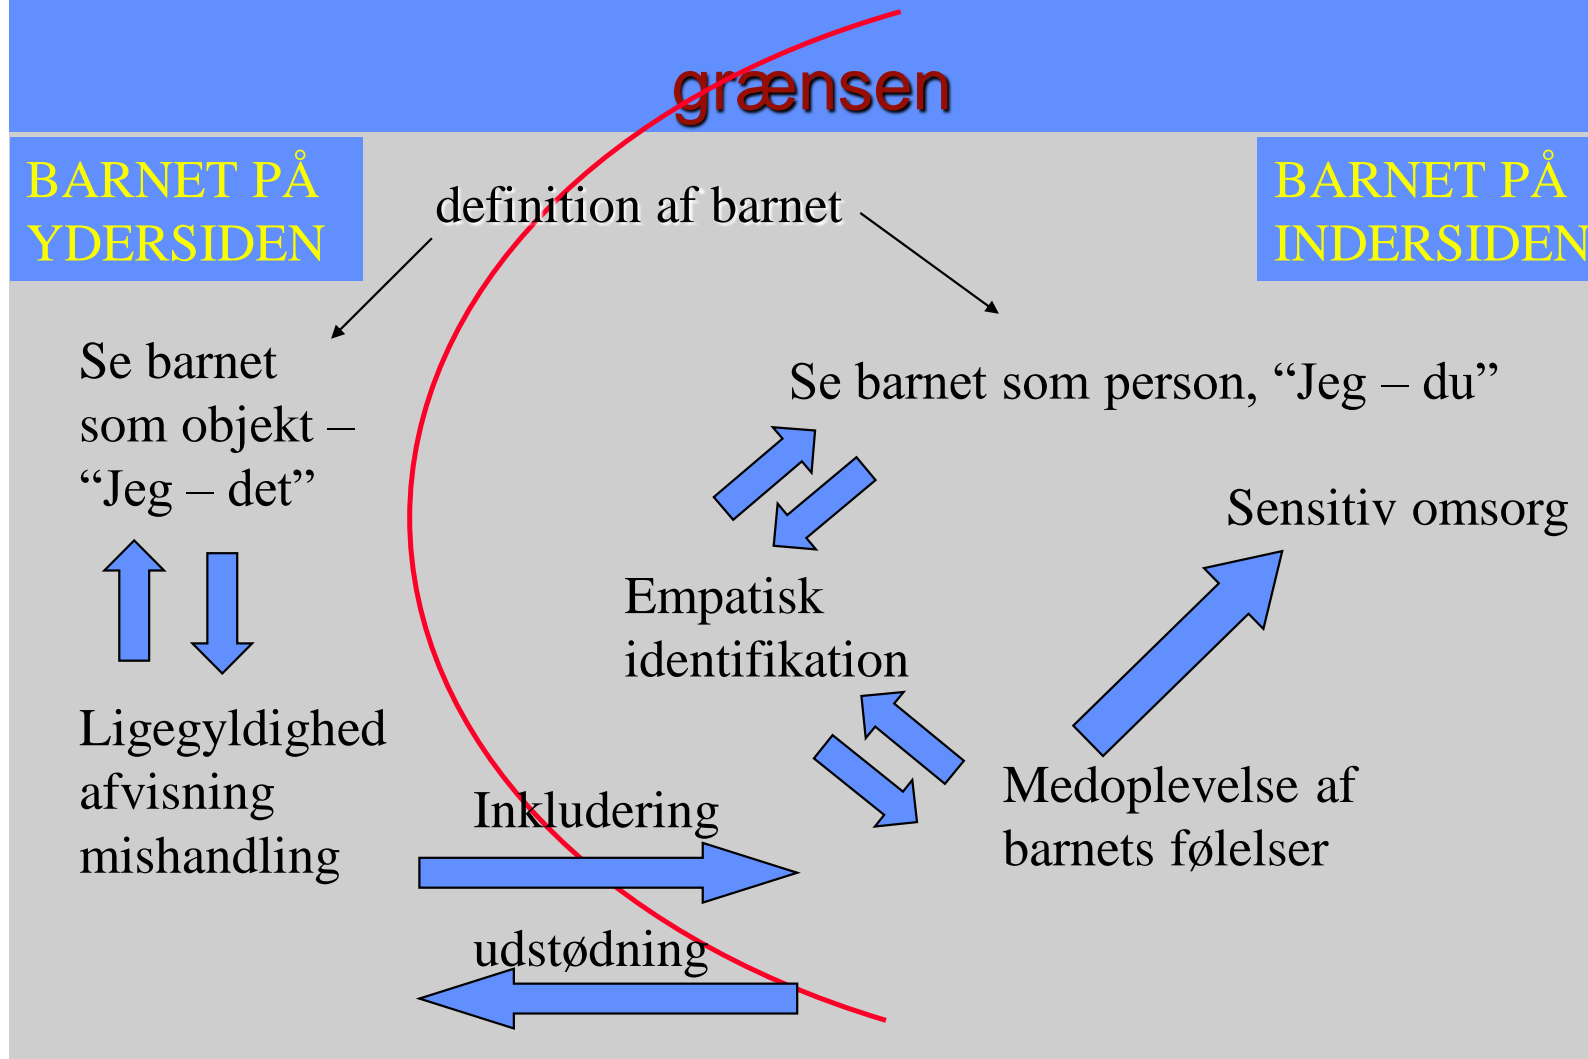 grænsen
BARNET PÅ
YDERSIDEN
definition af barnet
BARNET PÅ
INDERSIDEN
Se barnet
som objekt –
“Jeg – det”
Se barnet som person, “Jeg – du”
Sensitiv omsorg
Empatisk
identifikation
Ligegyldighed
afvisning
mishandling
Medoplevelse af
barnets følelser
Inkludering
udstødning